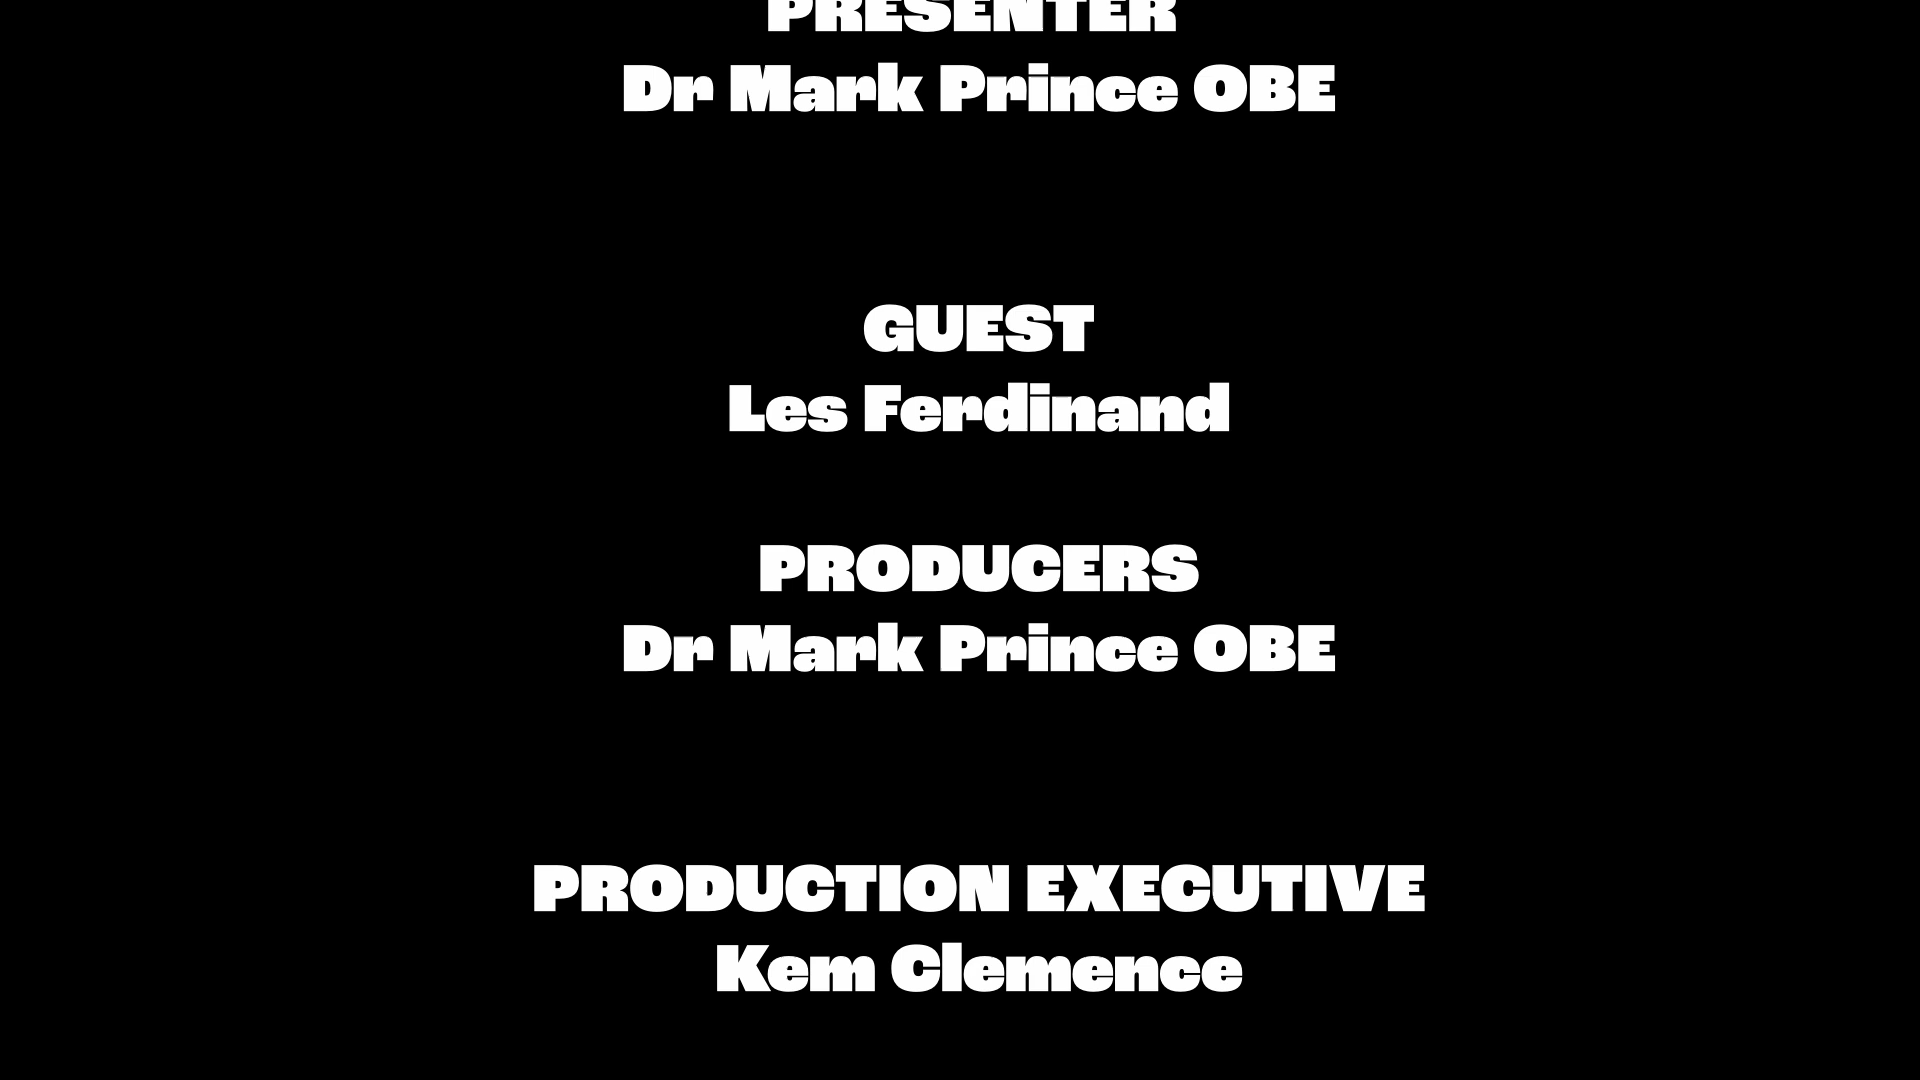 PRESENTER
Dr Mark Prince OBE
GUEST
Les Ferdinand
PRODUCERS
Dr Mark Prince OBE
PRODUCTION EXECUTIVE
Kem Clemence